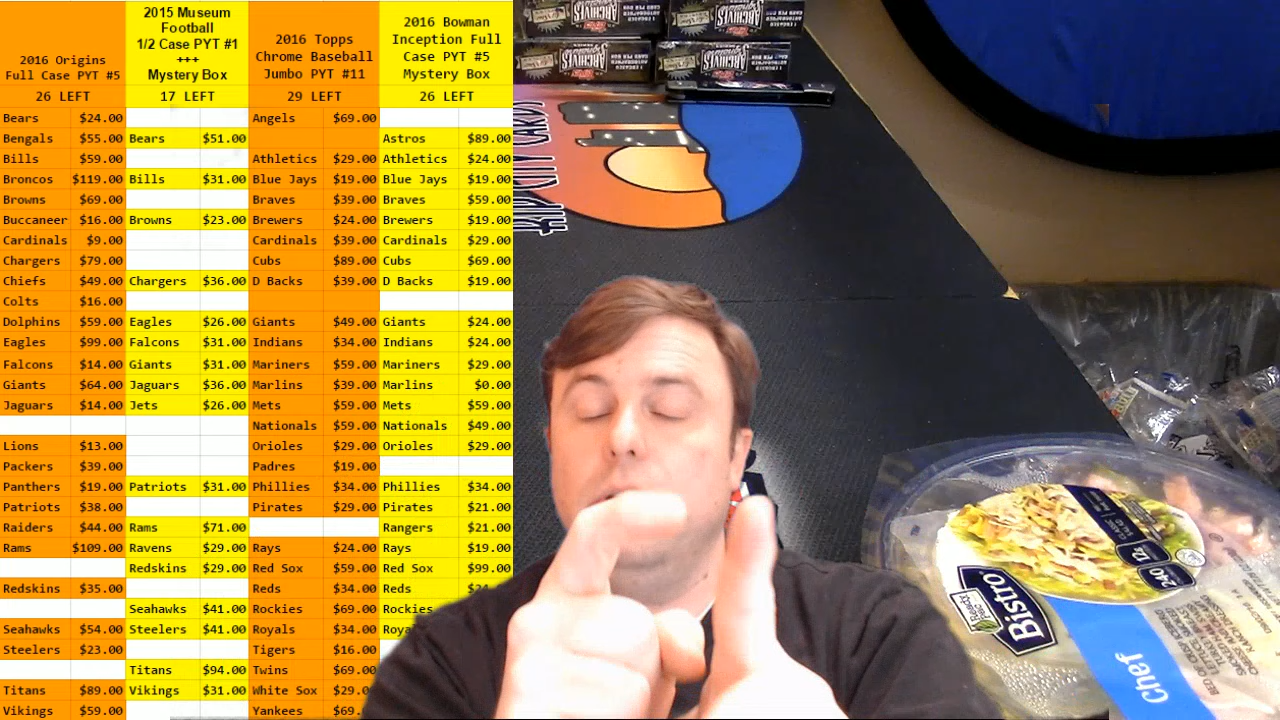 2016 Origins
Full Case PYT #5
26 LEFT
Bears $24.00
Bengals $55.00
Bills $59.00
Broncos $119.00
Browns $69.00
Buccaneer $16.00
Cardinals $9.00
Chargers $79.00
Chiefs $49.00
Colts $16.00
Dolphins $59.00
Eagles $99.00
Falcons $14.00
Giants $64.00
Jaguars $14.00
Lions $13.00
Packers $39.00
Panthers $19.00
Patriots $38.00
Raiders $44.00
Rams $109.00
Redskins $35.00
Seahawks $54.00
Steelers $23.00
Titans $89.00
Vikings $59.00
2015 Museum
Football
1/2 Case PYT #1
+++
Mystery Box
17 LEFT
Bears $51.00
Bills $31.00
Browns $23.00
Chargers $36.00
Eagles $26.00
Falcons $31.00
Giants $31.00
Jaguars $36.00
Jets $26.00
Patriots $31.00
Rams $71.00
Ravens $29.00
Redskins $29.00
Seahawks $41.00
Steelers $41.00
Titans $94.00
Vikings $31.00
2016 Topps
Chrome Baseball
Jumbo PYT #11
29 LEFT
Angels $69.00
Athletics $29.00
Blue Jays $19.00
Braves $39.00
Brewers $24.00
Cardinals $39.00
Cubs $89.00
D Backs $39.00
Giants $49.00
Indians $34.00
Mariners $59.00
Marlins $39.00
Mets $59.00
Nationals $59.00
Orioles $29.00
Padres $19.00
Phillies $34.00
Pirates $29.00
Rays $24.00
Red Sox $59.00
Reds $34.00
Rockies $69.00
Royals $34.00
Tigers $16.00
Twins $69.00
White Sox $29.0
Yankees $69.
2016 Bowman
Inception Full
Case PYT #5
Mystery Box
26 LEFT
Astros $89.00
Athletics $24.00
Blue Jays $19.00
Braves $59.00
Brewers $19.00
Cardinals $29.00
Cubs $69.00
D Backs $19.00
Giants $24.00
Indians $24.00
Mariners $29.00
Marlins $0.00
Mets $59.00
Nationals $49.00
Orioles $29.00
Phillies $34.00
Pirates $21.00
Rangers $21.00
Rays $19.00
Red Sox $99.00
Reds
Rockies
Roya
ARCHIVES
ARCHIVES
ARCHIVES
ARCHIVES
RIP CITY CARDS
Ready
Pac
Bistro
Chef
240